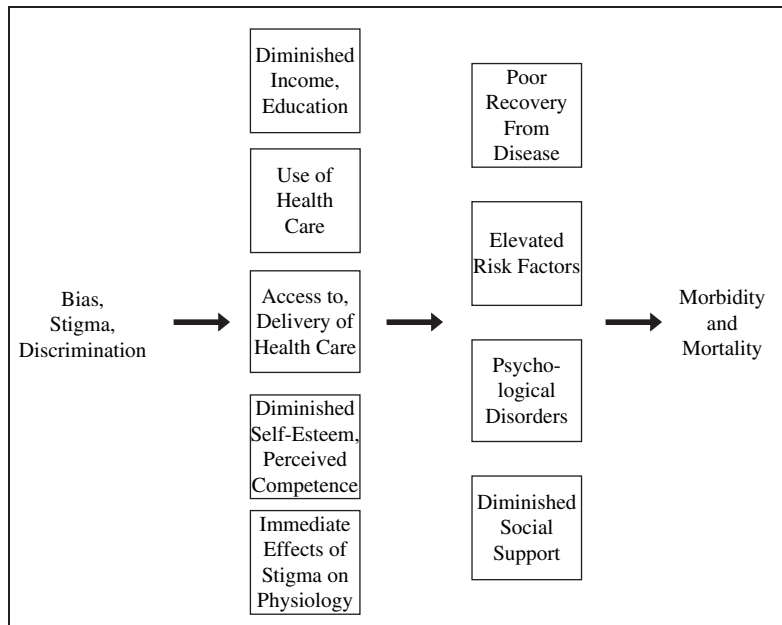 Bias,
Stigma,
Discrimination
Diminished
Income,
Education
Use of
Health
Care
Access to,
Delivery of
Health Care
Diminished
Self-Esteem,
Perceived
Competence
Immediate
Effects of
Stigma on
Physiology
Poor
Recovery
From
Disease
Elevated
Risk Factors
Psycho-
logical
Disorders
Diminished
Social
Support
Morbidity
and
Mortality